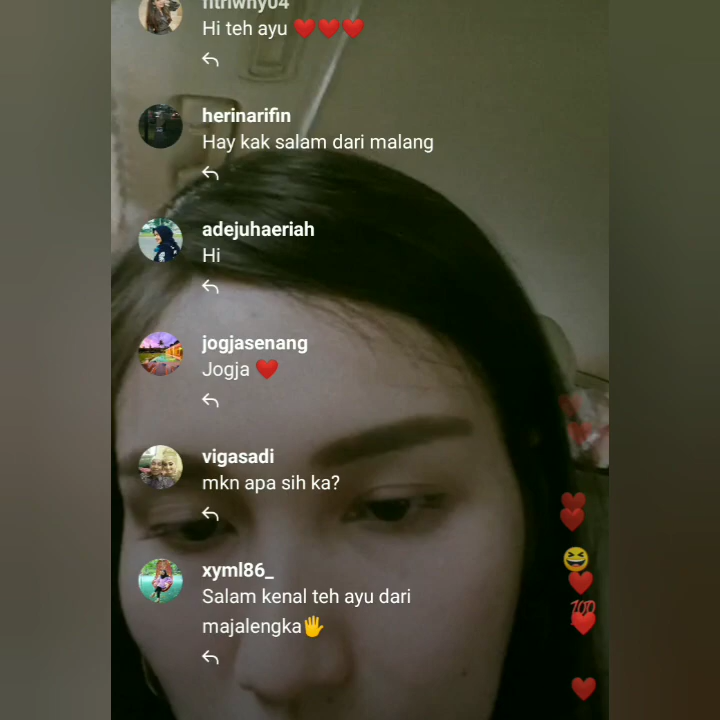 fitriwhy04
Hi teh ayu ❤️❤️❤️
herinarifin
Hay kak salam dari malang
adejuhaeriah
Hi
jogjasenang
Jogja ❤️
vigasadi
mkn apa sih ka?
xyml86_
Salam kenal teh ayu dari
majalengka🖐️